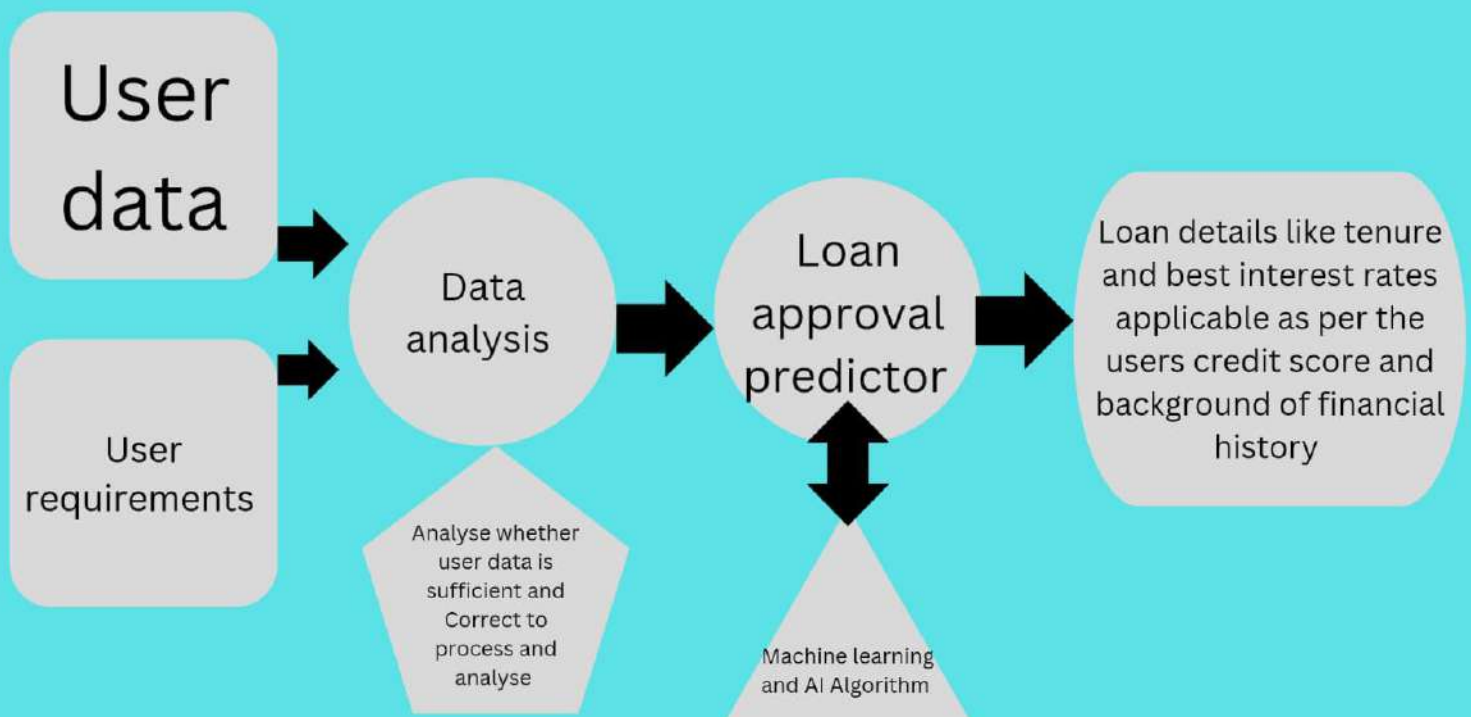 User
data
User
requirements
Data
analysis
Analyse whether
user data is
sufficient and
Correct to
process and
analyse
Loan
approval
predictor
Machine learning
and AI Algorithm
Loan details like tenure
and best interest rates
applicable as per the
users credit score and
background of financial
history